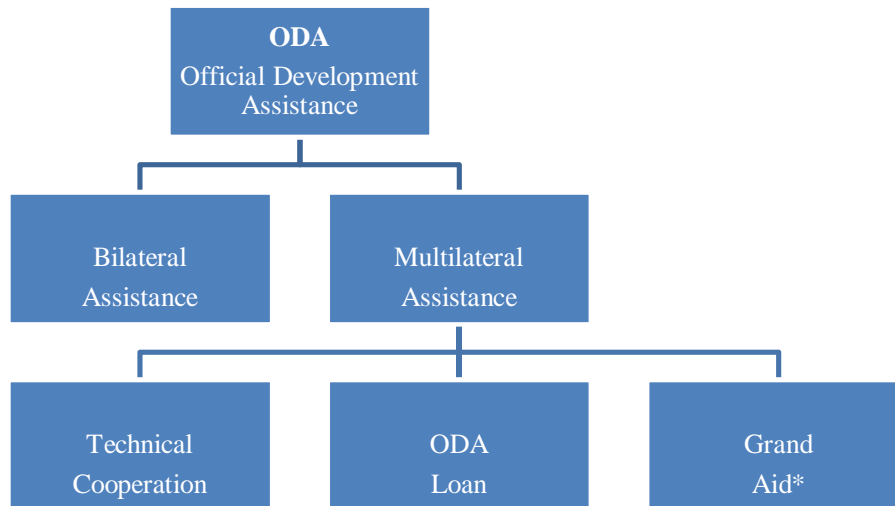 ODA
Official Development
Assistance
Bilateral
Assistance
Multilateral
Assistance
Technical
Cooperation
ODA
Loan
Grand
Aid*